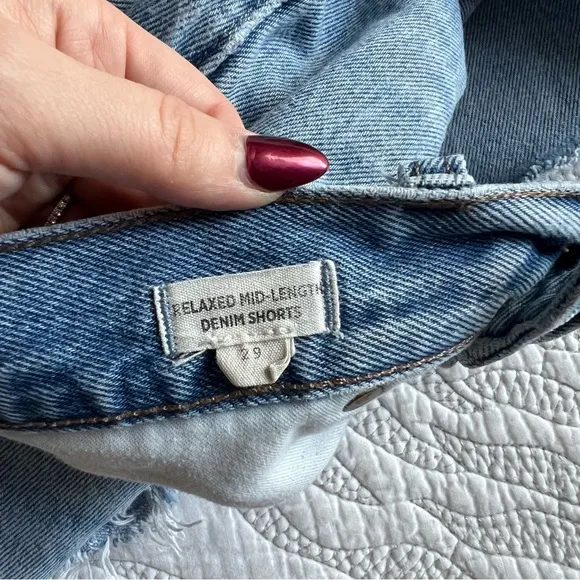 RELAXED MID-LENGTH
DENIM SHORTS
29